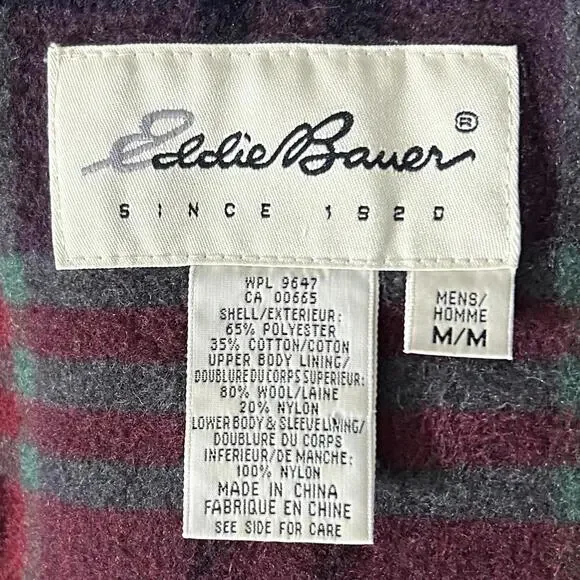 Eddie Bauer®
SINCE 1920
WPL 9647
CA 00665
SHELL/EXTERIEUR:
65% POLYESTER
35% COTTON/COTON
UPPER BODY LINING/
DOUBLURE DU CORPS SUPERIEUR:
80% WOOL/LAINE
20% NYLON
LOWER BODY & SLEEVE LINING/
DOUBLURE DU CORPS
INFERIEUR/DE MANCHE:
100% NYLON
MADE IN CHINA
FABRIQUE EN CHINE
SEE SIDE FOR CARE
MENS/
HOMME
M/M